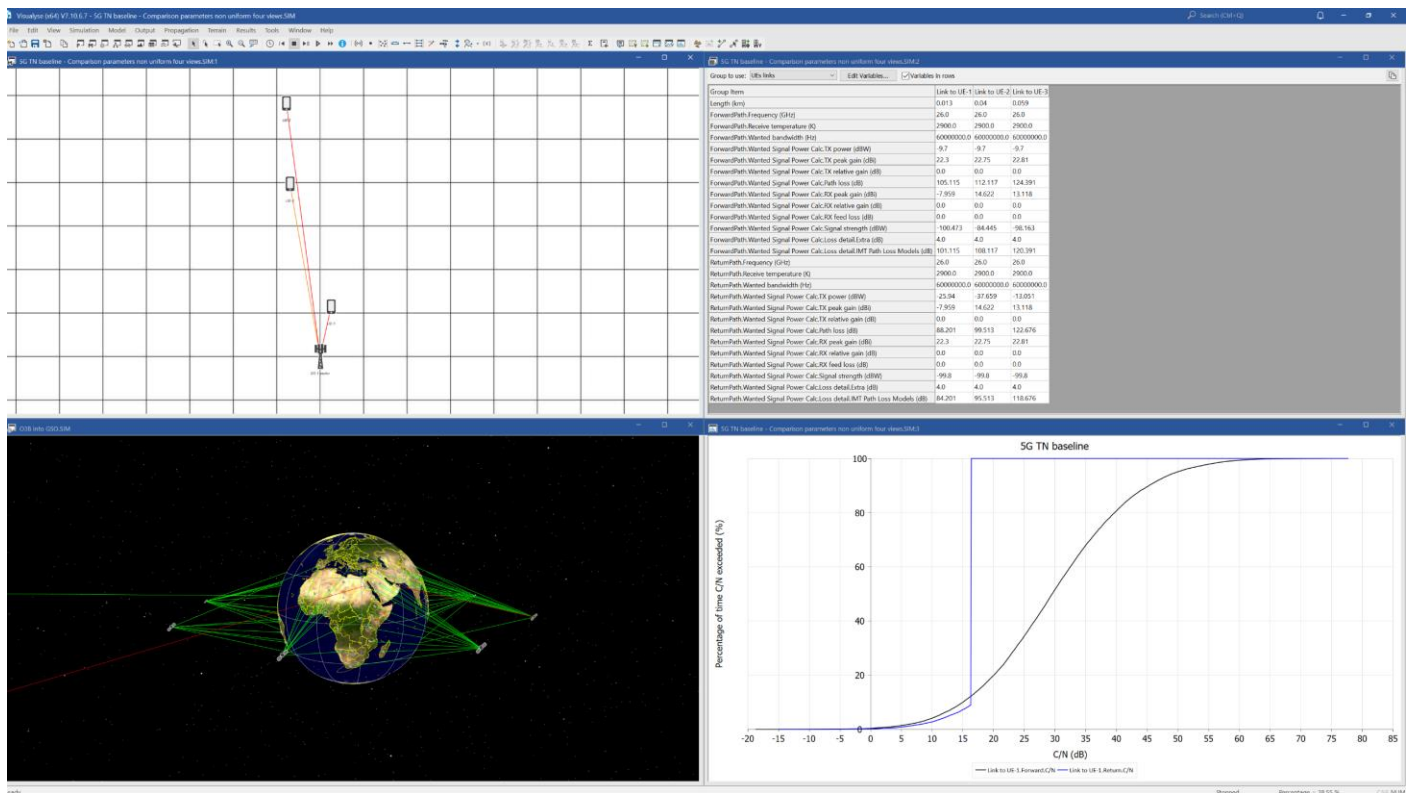 Visualyse (x64) V7.10.6.7 - 5G TN baseline - Comparison parameters non uniform four views.SIM
Search (Ctrl+Q)
File Edit View Simulation Model Output Propagation Terrain Results Tools Window Help
5G TN baseline - Comparison parameters non uniform four views.SIM:1
5G TN baseline - Comparison parameters non uniform four views.SIM:2
Group to use: UEs links Edit Variables... Variables in rows
Group Item Link to UE-1 Link to UE-2 Link to UE-3
Length (km) 0.013 0.04 0.059
ForwardPath.Frequency (GHz) 26.0 26.0 26.0
ForwardPath.Receive temperature (K) 2900.0 2900.0 2900.0
ForwardPath.Wanted bandwidth (Hz) 60000000.0 60000000.0 60000000.0
ForwardPath.Wanted Signal Power Calc.TX power (dBW) -9.7 -9.7 -9.7
ForwardPath.Wanted Signal Power Calc.TX peak gain (dBi) 22.3 22.75 22.81
ForwardPath.Wanted Signal Power Calc.TX relative gain (dB) 0.0 0.0 0.0
ForwardPath.Wanted Signal Power Calc.Path loss (dB) 105.115 112.117 124.391
ForwardPath.Wanted Signal Power Calc.RX peak gain (dBi) -7.959 14.622 13.118
ForwardPath.Wanted Signal Power Calc.RX relative gain (dB) 0.0 0.0 0.0
ForwardPath.Wanted Signal Power Calc.RX feed loss (dB) 0.0 0.0 0.0
ForwardPath.Wanted Signal Power Calc.Signal strength (dBW) -100.473 -84.445 -98.163
ForwardPath.Wanted Signal Power Calc.Loss detail.Extra (dB) 4.0 4.0 4.0
ForwardPath.Wanted Signal Power Calc.Loss detail.IMT Path Loss Models (dB) 101.115 108.117 120.391
ReturnPath.Frequency (GHz) 26.0 26.0 26.0
ReturnPath.Receive temperature (K) 2900.0 2900.0 2900.0
ReturnPath.Wanted bandwidth (Hz) 60000000.0 60000000.0 60000000.0
ReturnPath.Wanted Signal Power Calc.TX power (dBW) -25.94 -37.659 -13.051
ReturnPath.Wanted Signal Power Calc.TX peak gain (dBi) -7.959 14.622 13.118
ReturnPath.Wanted Signal Power Calc.TX relative gain (dB) 0.0 0.0 0.0
ReturnPath.Wanted Signal Power Calc.Path loss (dB) 88.201 99.513 122.676
ReturnPath.Wanted Signal Power Calc.RX peak gain (dBi) 22.3 22.75 22.81
ReturnPath.Wanted Signal Power Calc.RX relative gain (dB) 0.0 0.0 0.0
ReturnPath.Wanted Signal Power Calc.RX feed loss (dB) 0.0 0.0 0.0
ReturnPath.Wanted Signal Power Calc.Signal strength (dBW) -99.8 -99.8 -99.8
ReturnPath.Wanted Signal Power Calc.Loss detail.Extra (dB) 4.0 4.0 4.0
ReturnPath.Wanted Signal Power Calc.Loss detail.IMT Path Loss Models (dB) 84.201 95.513 118.676
O3B into GSO.SIM
5G TN baseline - Comparison parameters non uniform four views.SIM:3
5G TN baseline
Percentage of time C/N exceeded (%)
100
80
60
40
20
0
-20 -15 -10 -5 0 5 10 15 20 25 30 35 40 45 50 55 60 65 70 75 80 85
C/N (dB)
Link to UE-1.Forward.C/N Link to UE-1.Return.C/N